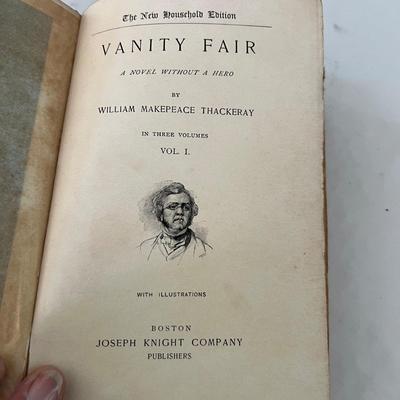 The New Household Edition
VANITY FAIR
A NOVEL WITHOUT A HERO
BY
WILLIAM MAKEPEACE THACKERAY
IN THREE VOLUMES
VOL. I.
WITH ILLUSTRATIONS
BOSTON
JOSEPH KNIGHT COMPANY
PUBLISHERS